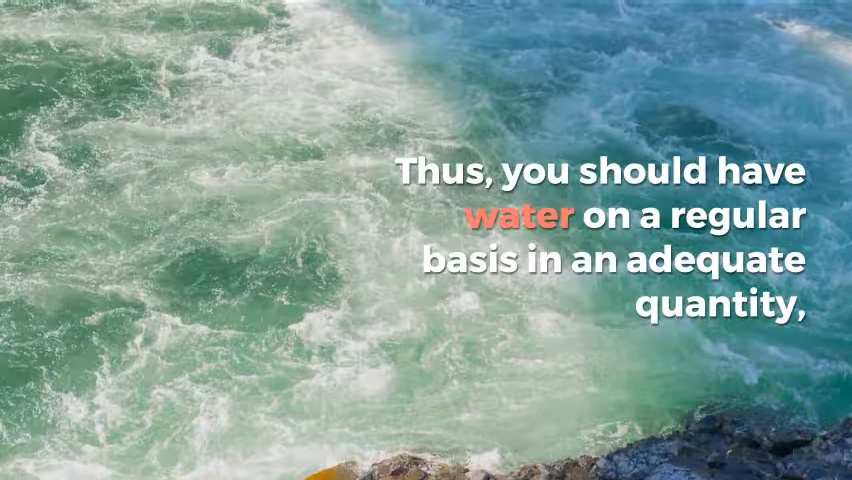 Thus, you should have
water on a regular
basis in an adequate
quantity,